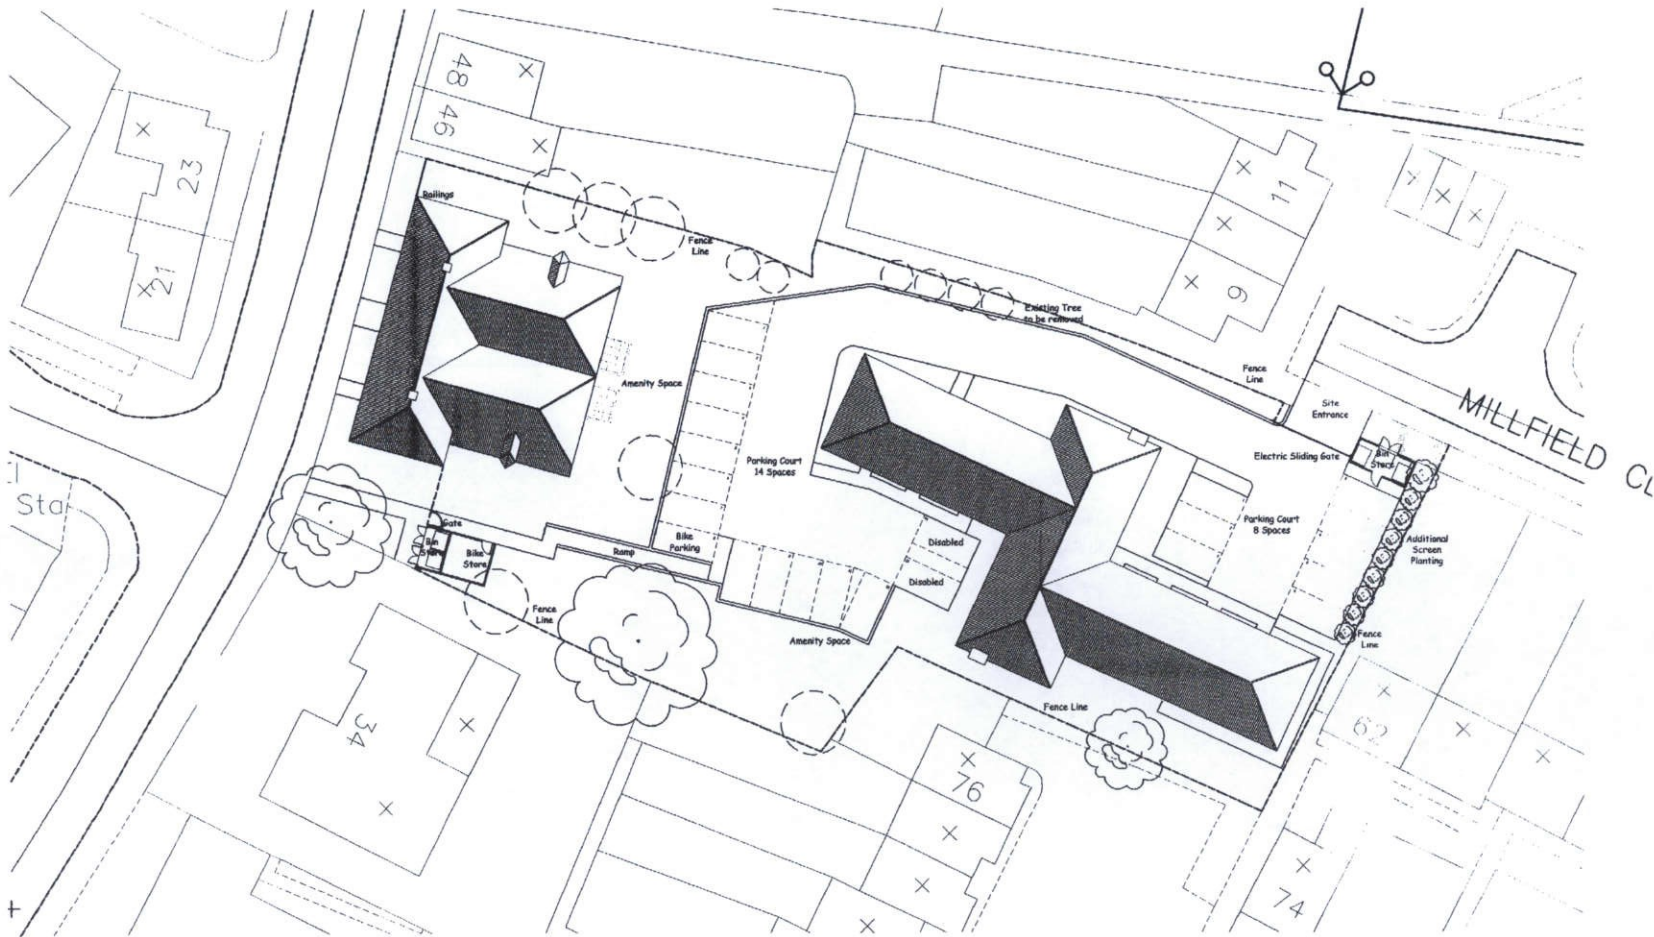 48
46
23
21
Railings
Fence
Line
11
9
Existing Tree
to be removed
Fence
Line
Site
Entrance
MILLFIELD CL
Amenity Space
Parking Court
14 Spaces
Electric Sliding Gate
Bin
Store
Parking Court
8 Spaces
Additional
Screen
Planting
El
Sta
Gate
Bin
Store
Bike
Store
Ramp
Bike
Parking
Disabled
Disabled
Fence
Line
Amenity Space
Fence
Line
Fence Line
34
62
76
74